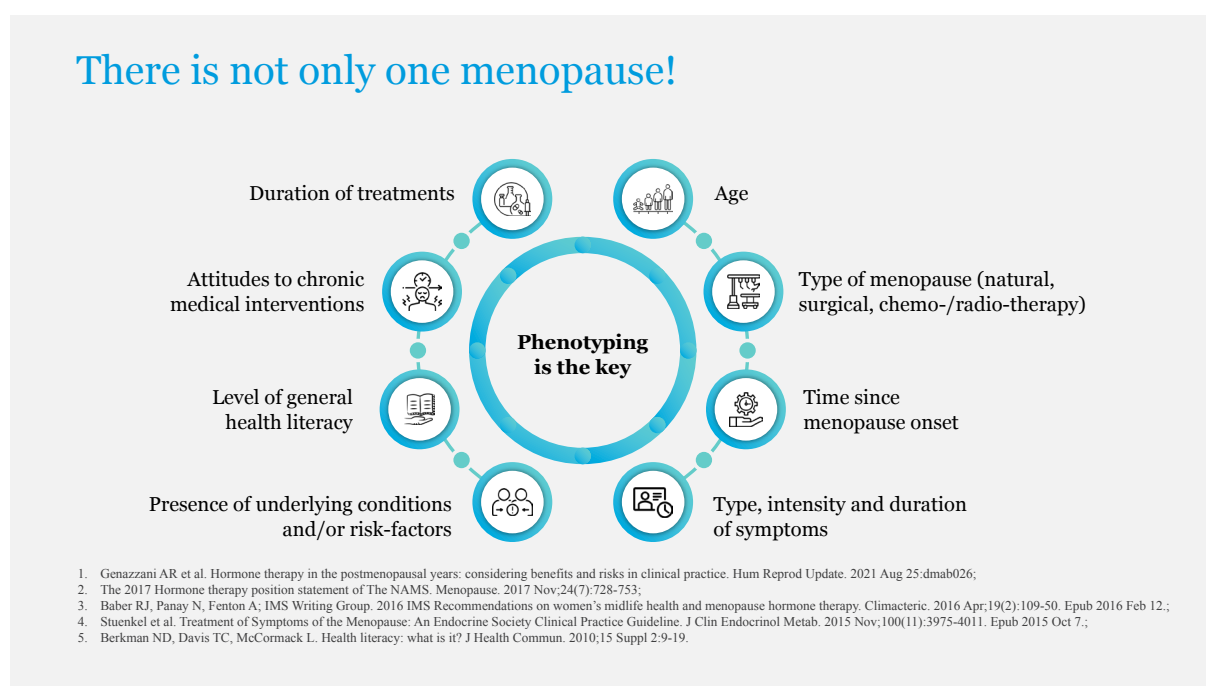 There is not only one menopause!
Duration of treatments
Age
Attitudes to chronic
medical interventions
Type of menopause (natural,
surgical, chemo-/radio-therapy)
Phenotyping
is the key
Level of general
health literacy
Time since
menopause onset
Presence of underlying conditions
and/or risk-factors
Type, intensity and duration
of symptoms
1. Genazzani AR et al. Hormone therapy in the postmenopausal years: considering benefits and risks in clinical practice. Hum Reprod Update. 2021 Aug 25:dmab026;
2. The 2017 Hormone therapy position statement of The NAMS. Menopause. 2017 Nov;24(7):728-753;
3. Baber RJ, Panay N, Fenton A; IMS Writing Group. 2016 IMS Recommendations on women’s midlife health and menopause hormone therapy. Climacteric. 2016 Apr;19(2):109-50. Epub 2016 Feb 12.;
4. Stuenkel et al. Treatment of Symptoms of the Menopause: An Endocrine Society Clinical Practice Guideline. J Clin Endocrinol Metab. 2015 Nov;100(11):3975-4011. Epub 2015 Oct 7.;
5. Berkman ND, Davis TC, McCormack L. Health literacy: what is it? J Health Commun. 2010;15 Suppl 2:9-19.